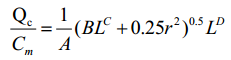 Q_c/C_m = 1/A (BL^C + 0.25r^2)^0.5 L^D